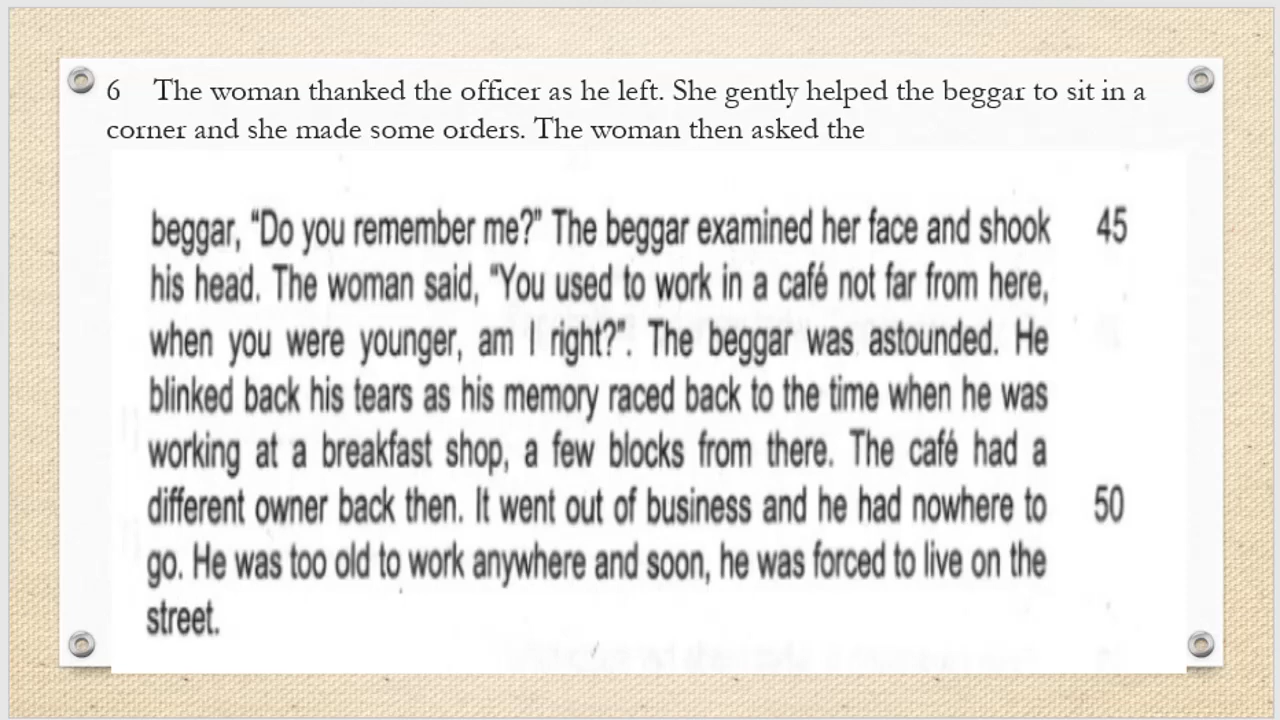 6 The woman thanked the officer as he left. She gently helped the beggar to sit in a
corner and she made some orders. The woman then asked the
beggar, “Do you remember me?” The beggar examined her face and shook 45
his head. The woman said, “You used to work in a café not far from here,
when you were younger, am I right?”. The beggar was astounded. He
blinked back his tears as his memory raced back to the time when he was
working at a breakfast shop, a few blocks from there. The café had a
different owner back then. It went out of business and he had nowhere to 50
go. He was too old to work anywhere and soon, he was forced to live on the
street.